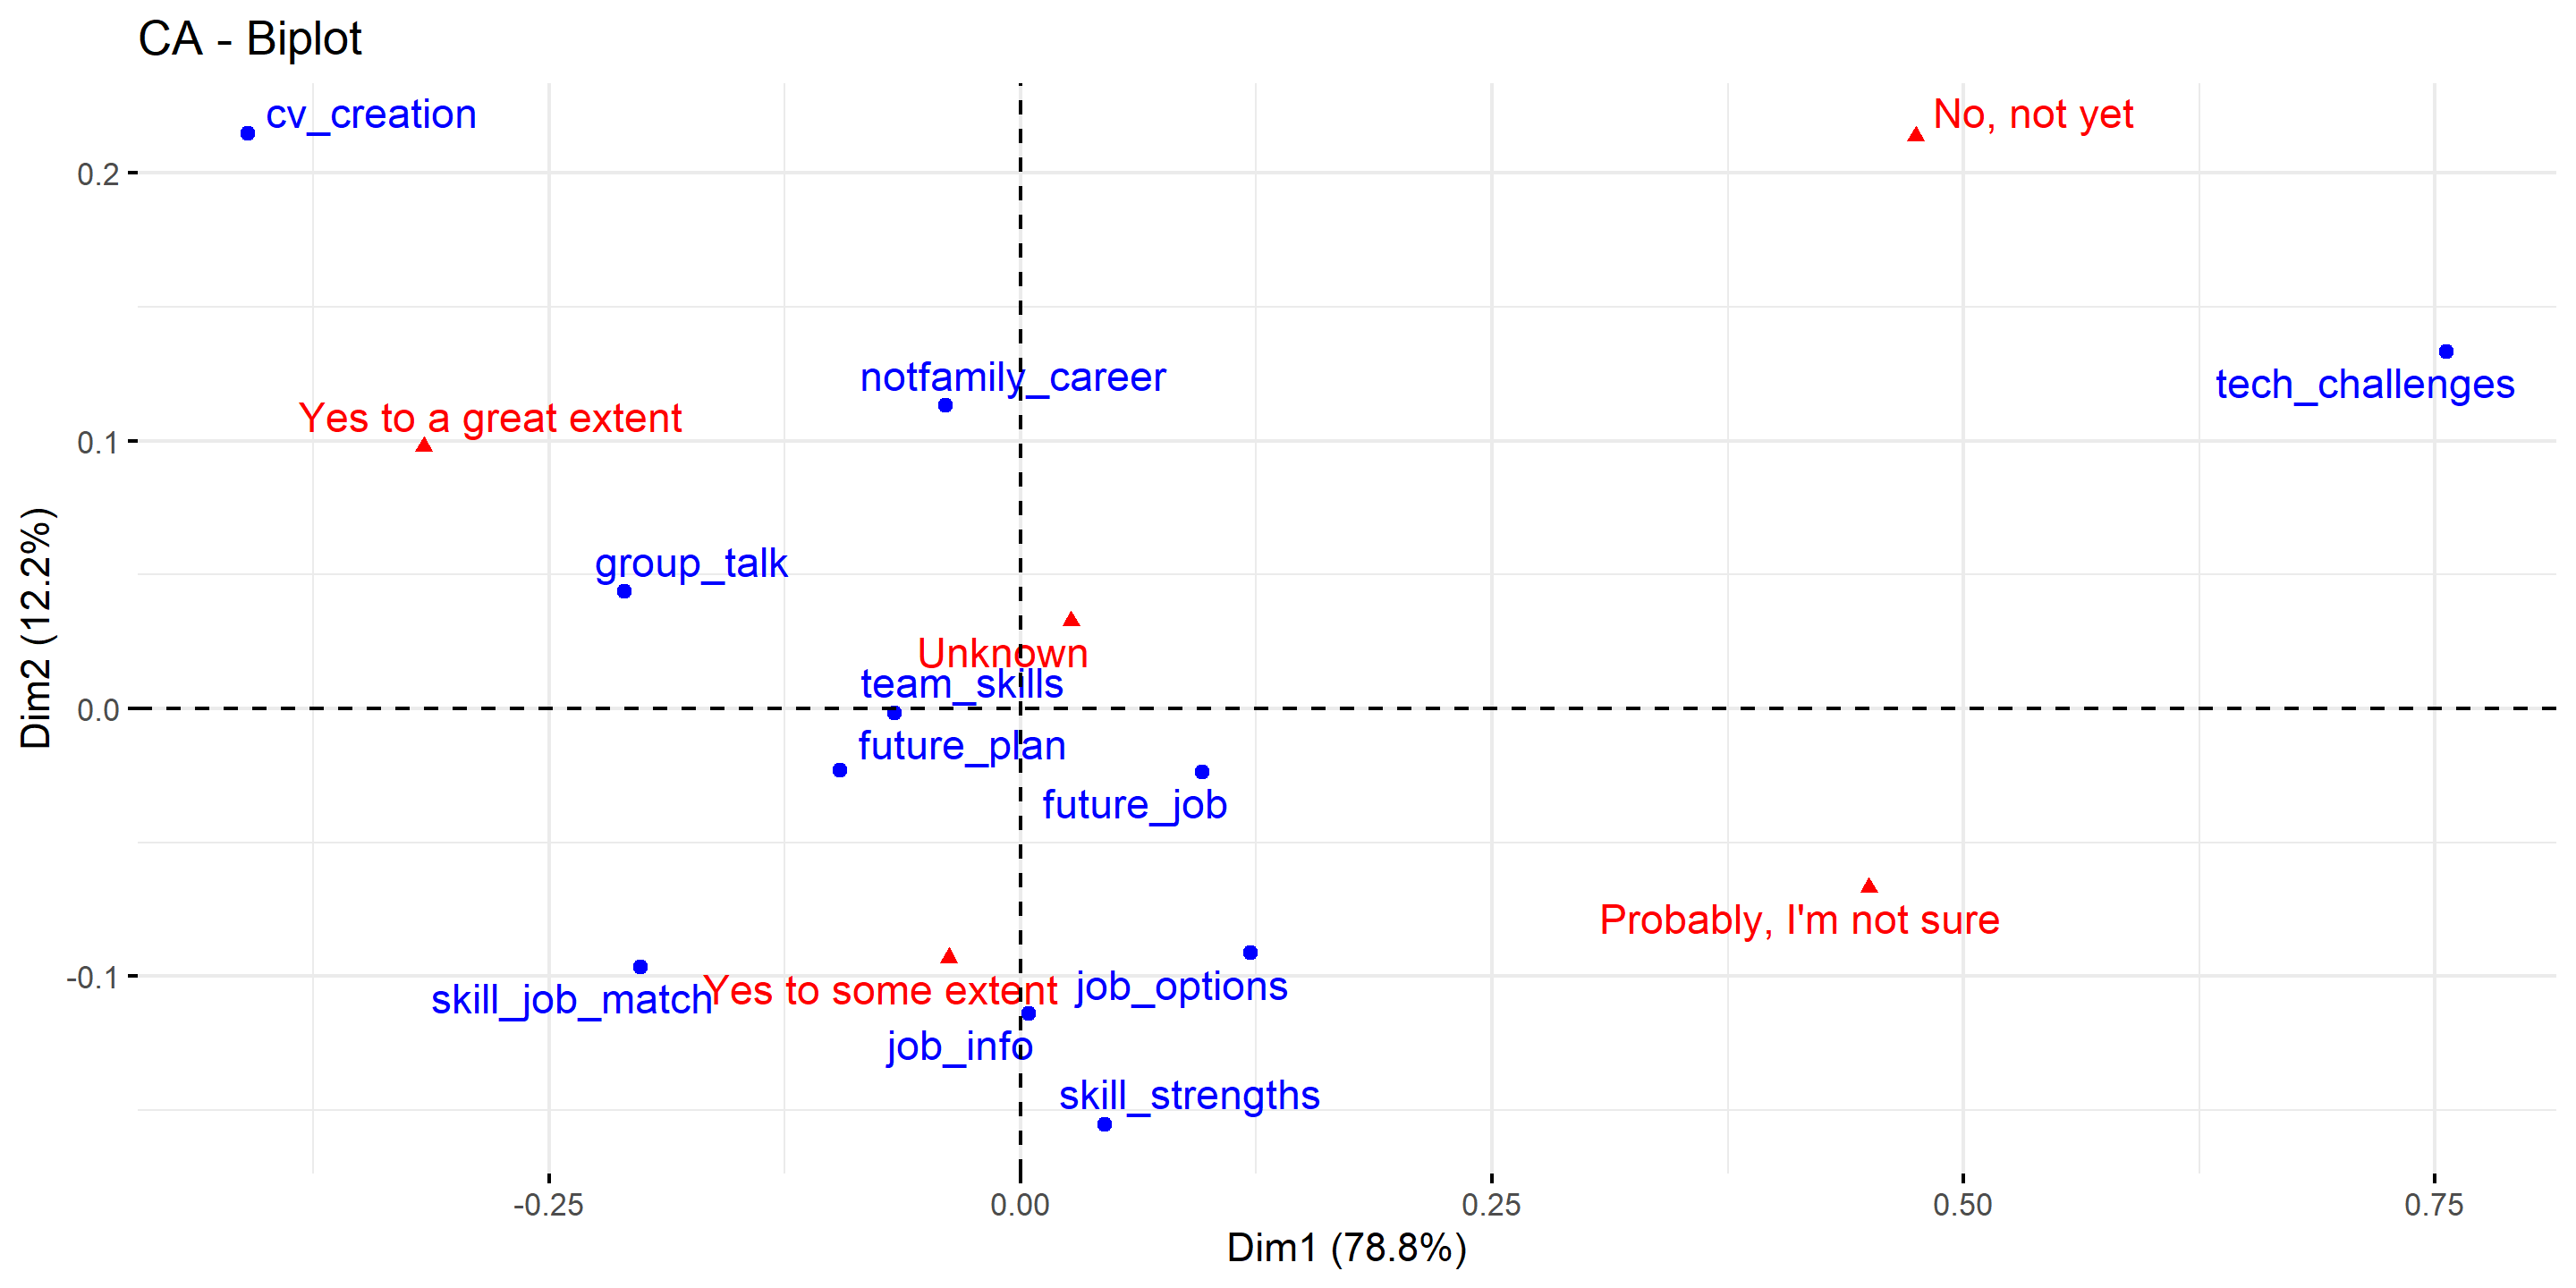 CA - Biplot
cv_creation
No, not yet
0.2
notfamily_career
tech_challenges
Yes to a great extent
0.1
group_talk
Unknown
team_skills
0.0
future_plan
future_job
Probably, I'm not sure
-0.1
skill_job_match
Yes to some extent
job_options
job_info
skill_strengths
Dim2 (12.2%)
-0.25
0.00
0.25
0.50
0.75
Dim1 (78.8%)